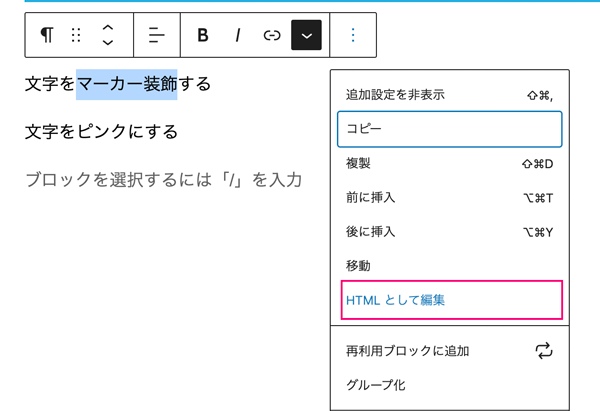 B I
文字をマーカー装飾する
文字をピンクにする
ブロックを選択するには「/」を入力
追加設定を非表示 ⇧⌘,
コピー
複製 ⇧⌘D
前に挿入 ⌥⌘T
後に挿入 ⌥⌘Y
移動
HTML として編集
再利用ブロックに追加
グループ化